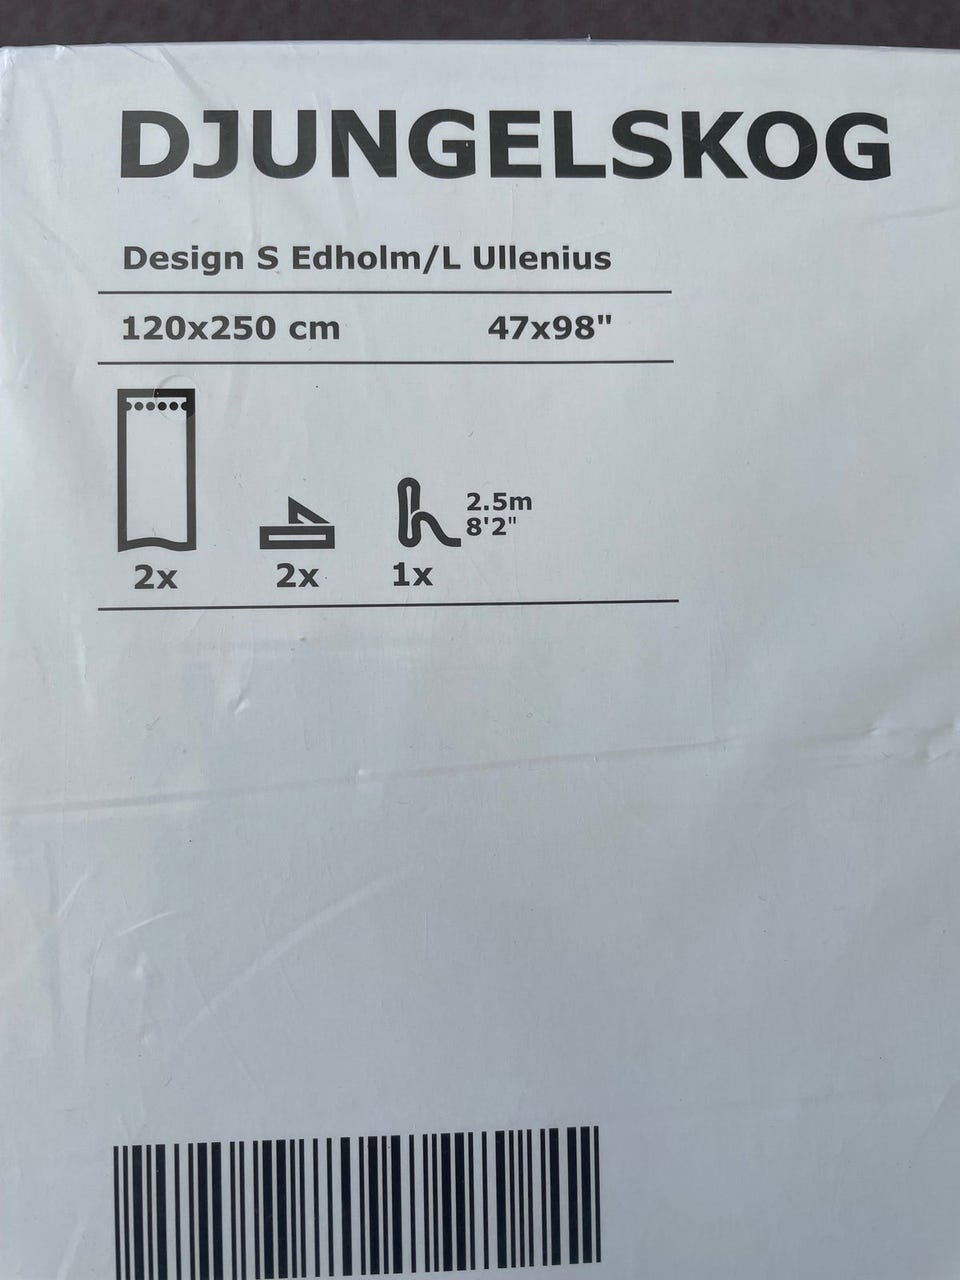 DJUNGELSKOG
Design S Edholm/L Ullenius
120x250 cm 47x98"
2.5m
8'2"
2x 2x 1x